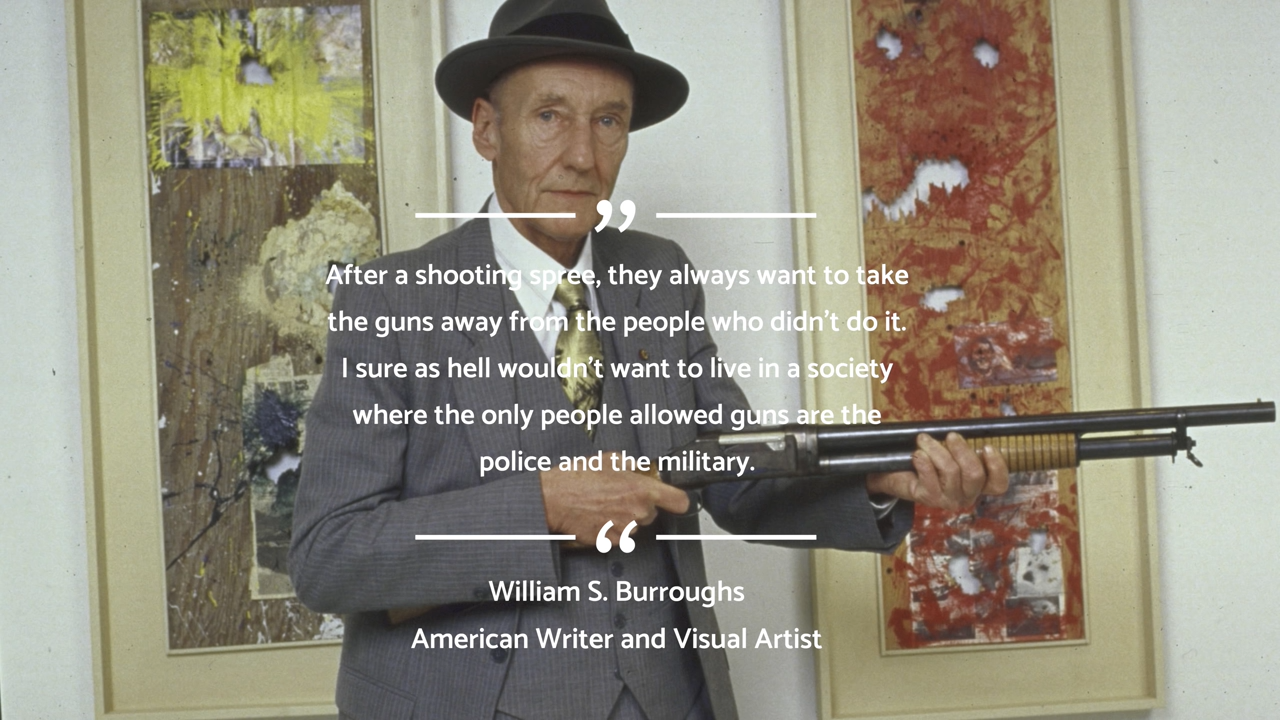 ”
After a shooting spree, they always want to take
the guns away from the people who didn’t do it.
I sure as hell wouldn’t want to live in a society
where the only people allowed guns are the
police and the military.
“
William S. Burroughs
American Writer and Visual Artist